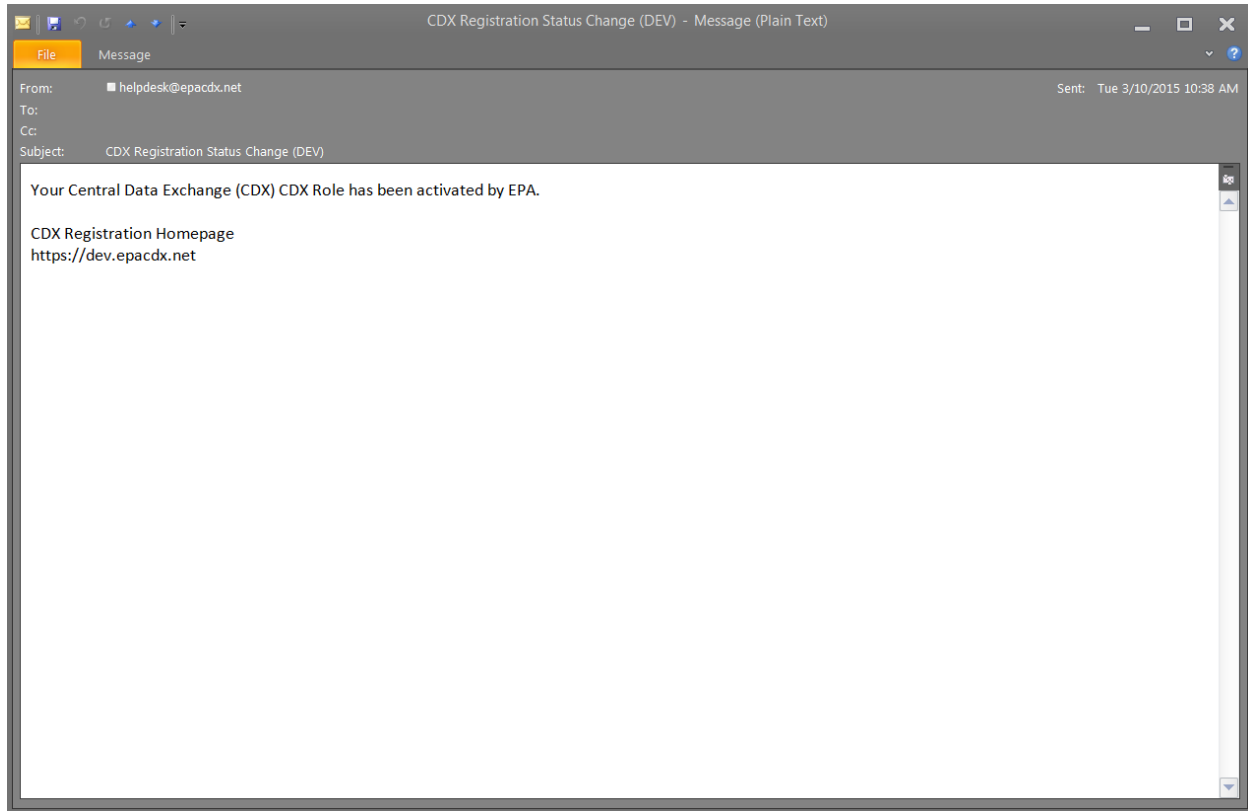 CDX Registration Status Change (DEV) - Message (Plain Text)
File Message
From: helpdesk@epacdx.net Sent: Tue 3/10/2015 10:38 AM
To:
Cc:
Subject: CDX Registration Status Change (DEV)
Your Central Data Exchange (CDX) CDX Role has been activated by EPA.
CDX Registration Homepage
https://dev.epacdx.net